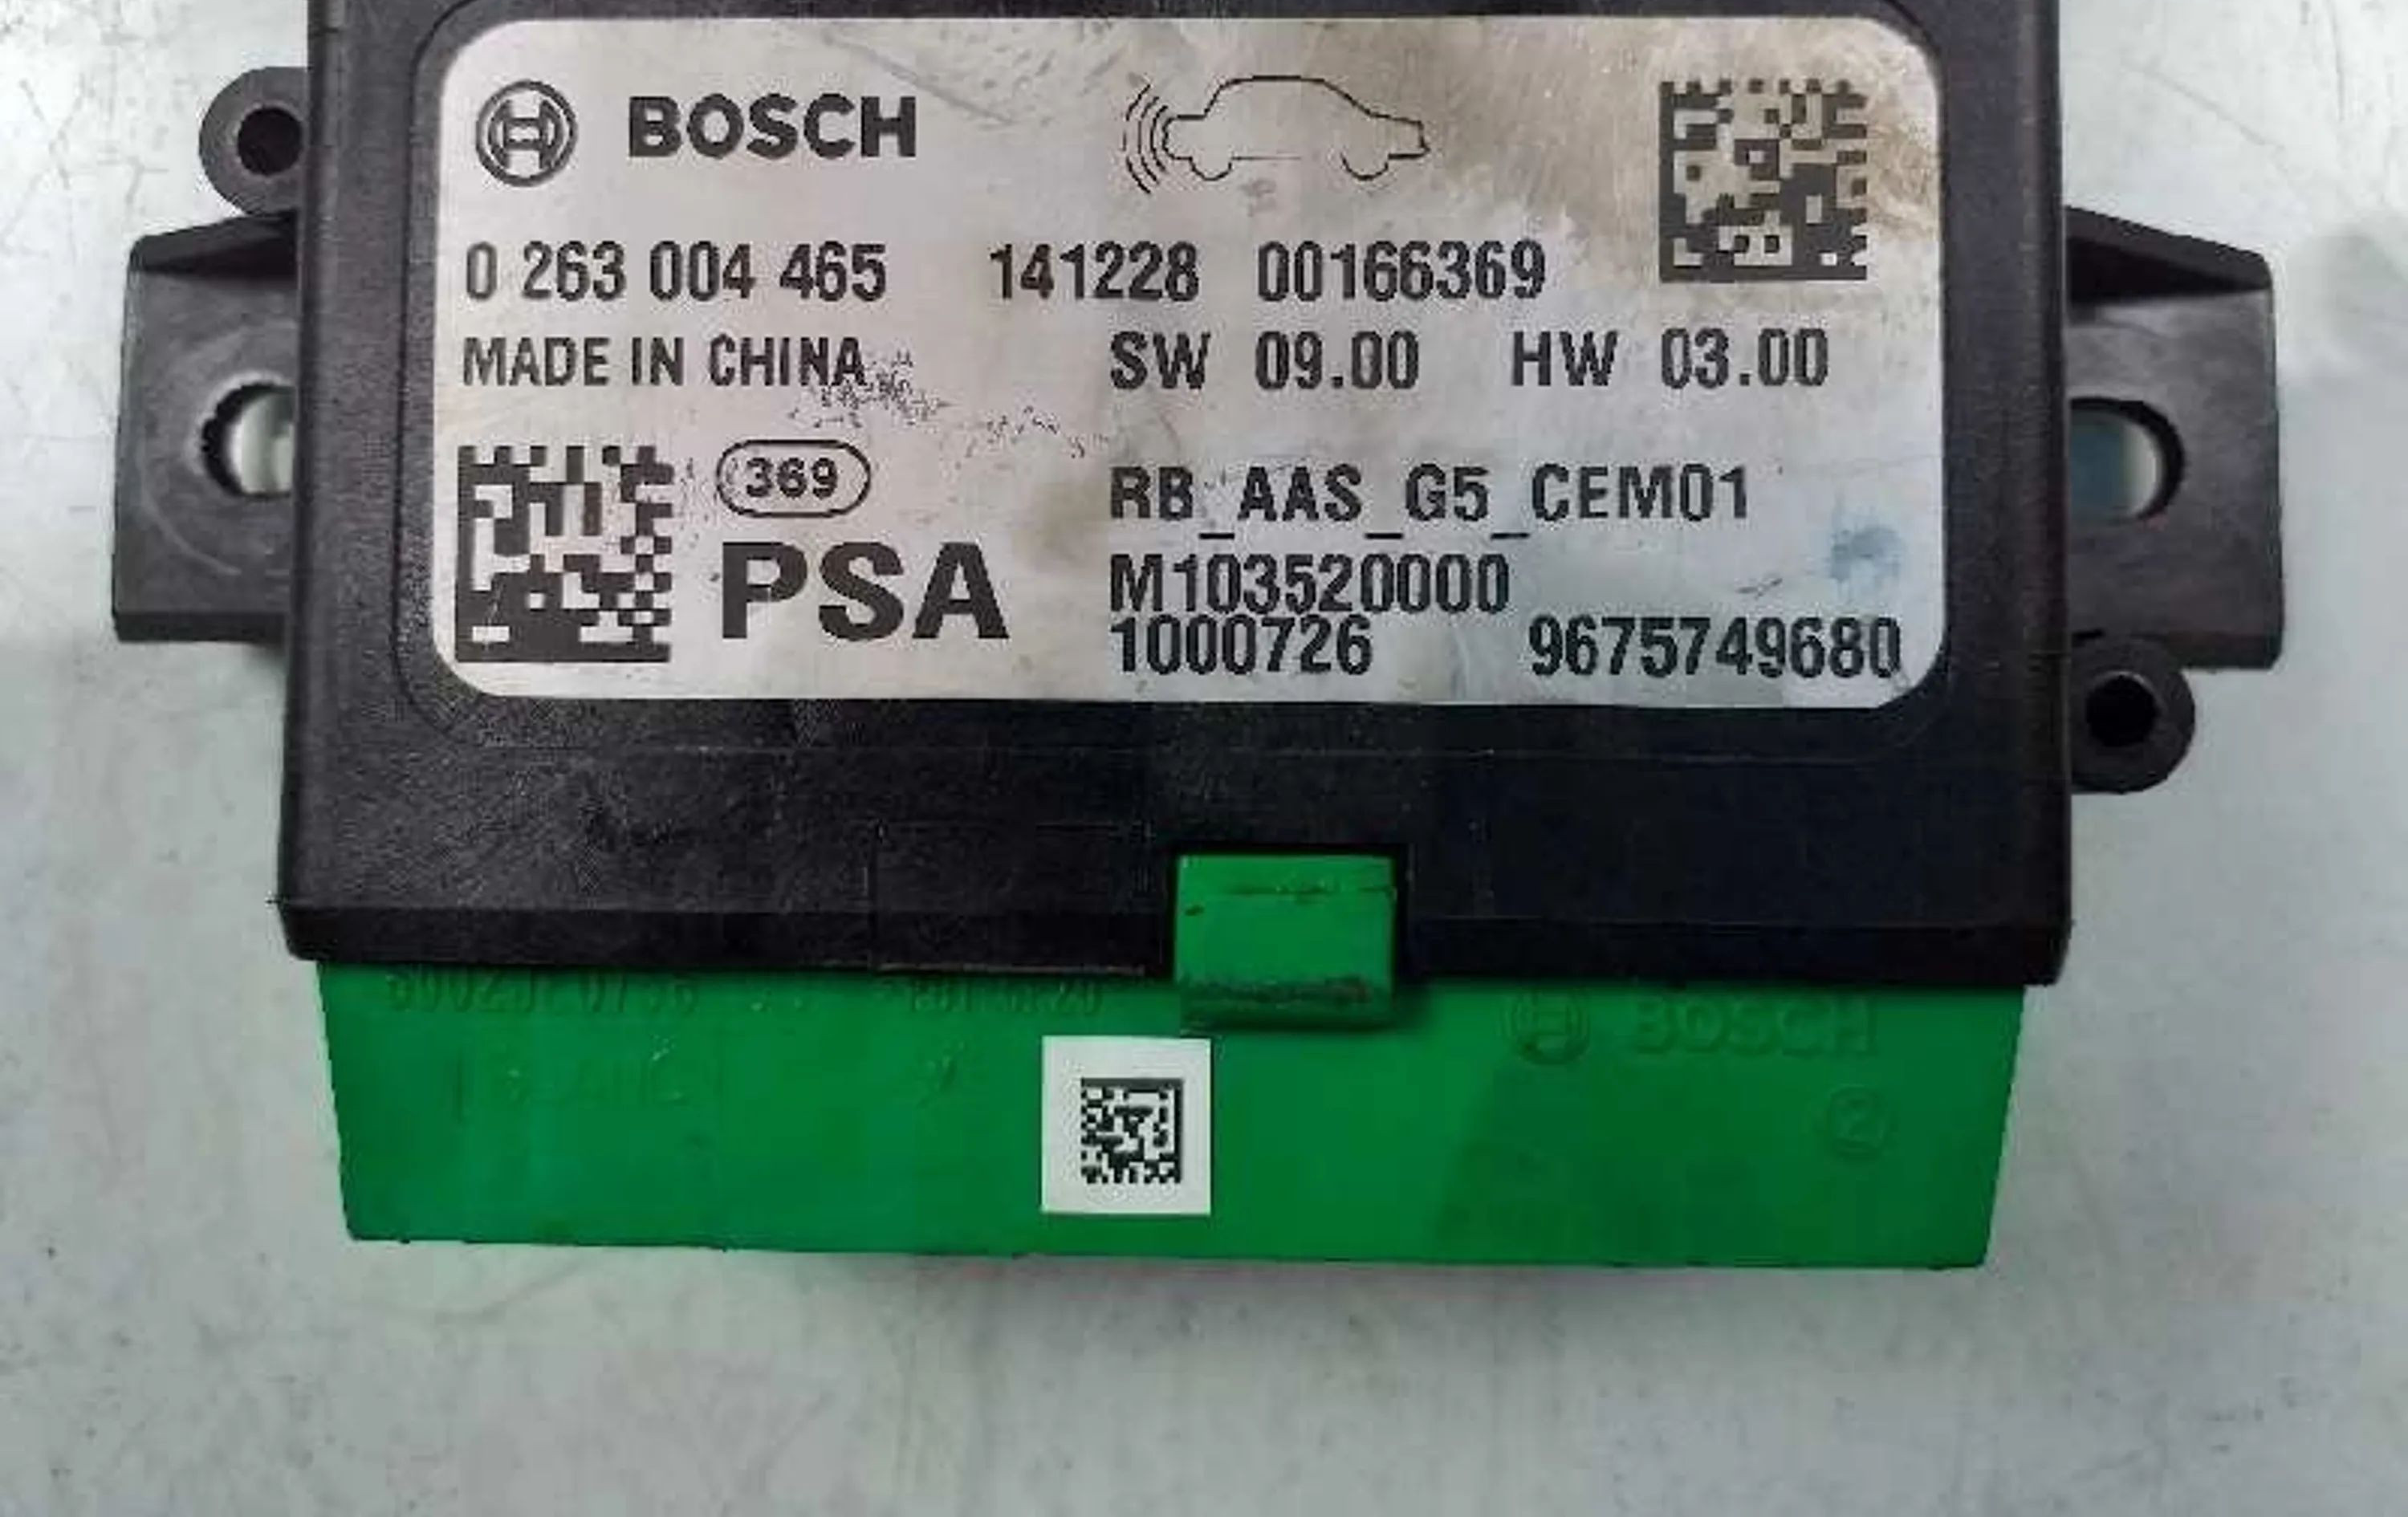 BOSCH
0 263 004 465 141228 00166369
MADE IN CHINA SW 09.00 HW 03.00
369 RB_AAS_G5_CEM01
PSA M103520000
1000726 9675749680
BOSCH
2